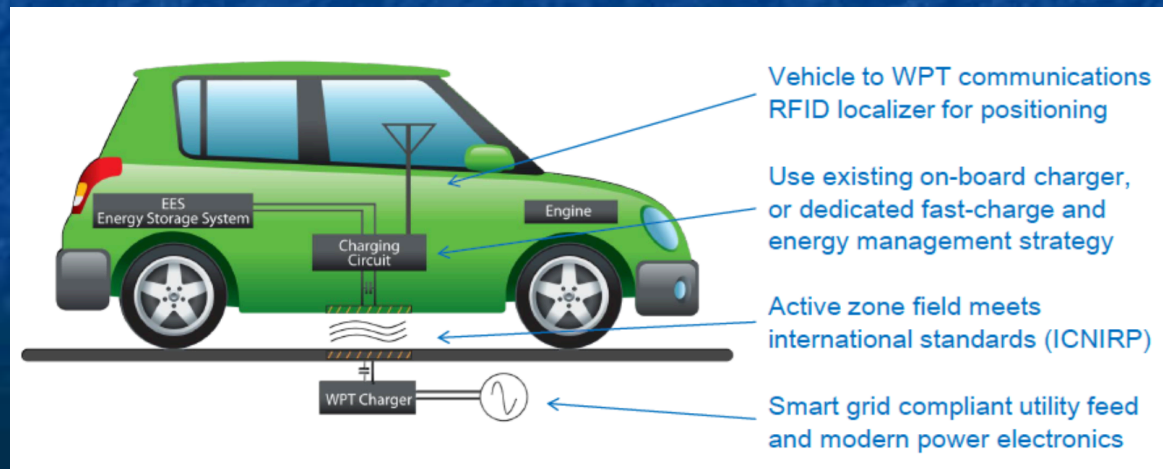 Vehicle to WPT communications
RFID localizer for positioning
Use existing on-board charger,
or dedicated fast-charge and
energy management strategy
EES
Energy Storage System
Engine
Charging
Circuit
Active zone field meets
international standards (ICNIRP)
WPT Charger
Smart grid compliant utility feed
and modern power electronics